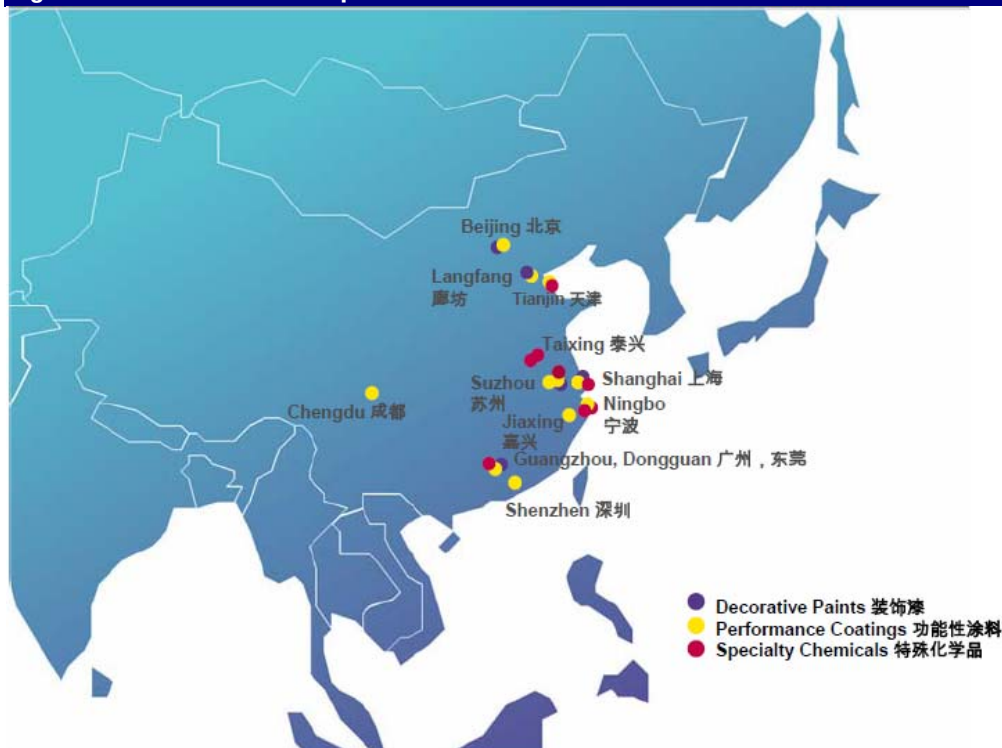 Beijing 北京
Langfang
廊坊
Tianjin 天津
Taixing 泰兴
Suzhou
苏州
Shanghai 上海
Chengdu 成都
Ningbo
宁波
Jiaxing
嘉兴
Guangzhou, Dongguan 广州，东莞
Shenzhen 深圳
Decorative Paints 装饰漆
Performance Coatings 功能性涂料
Specialty Chemicals 特殊化学品